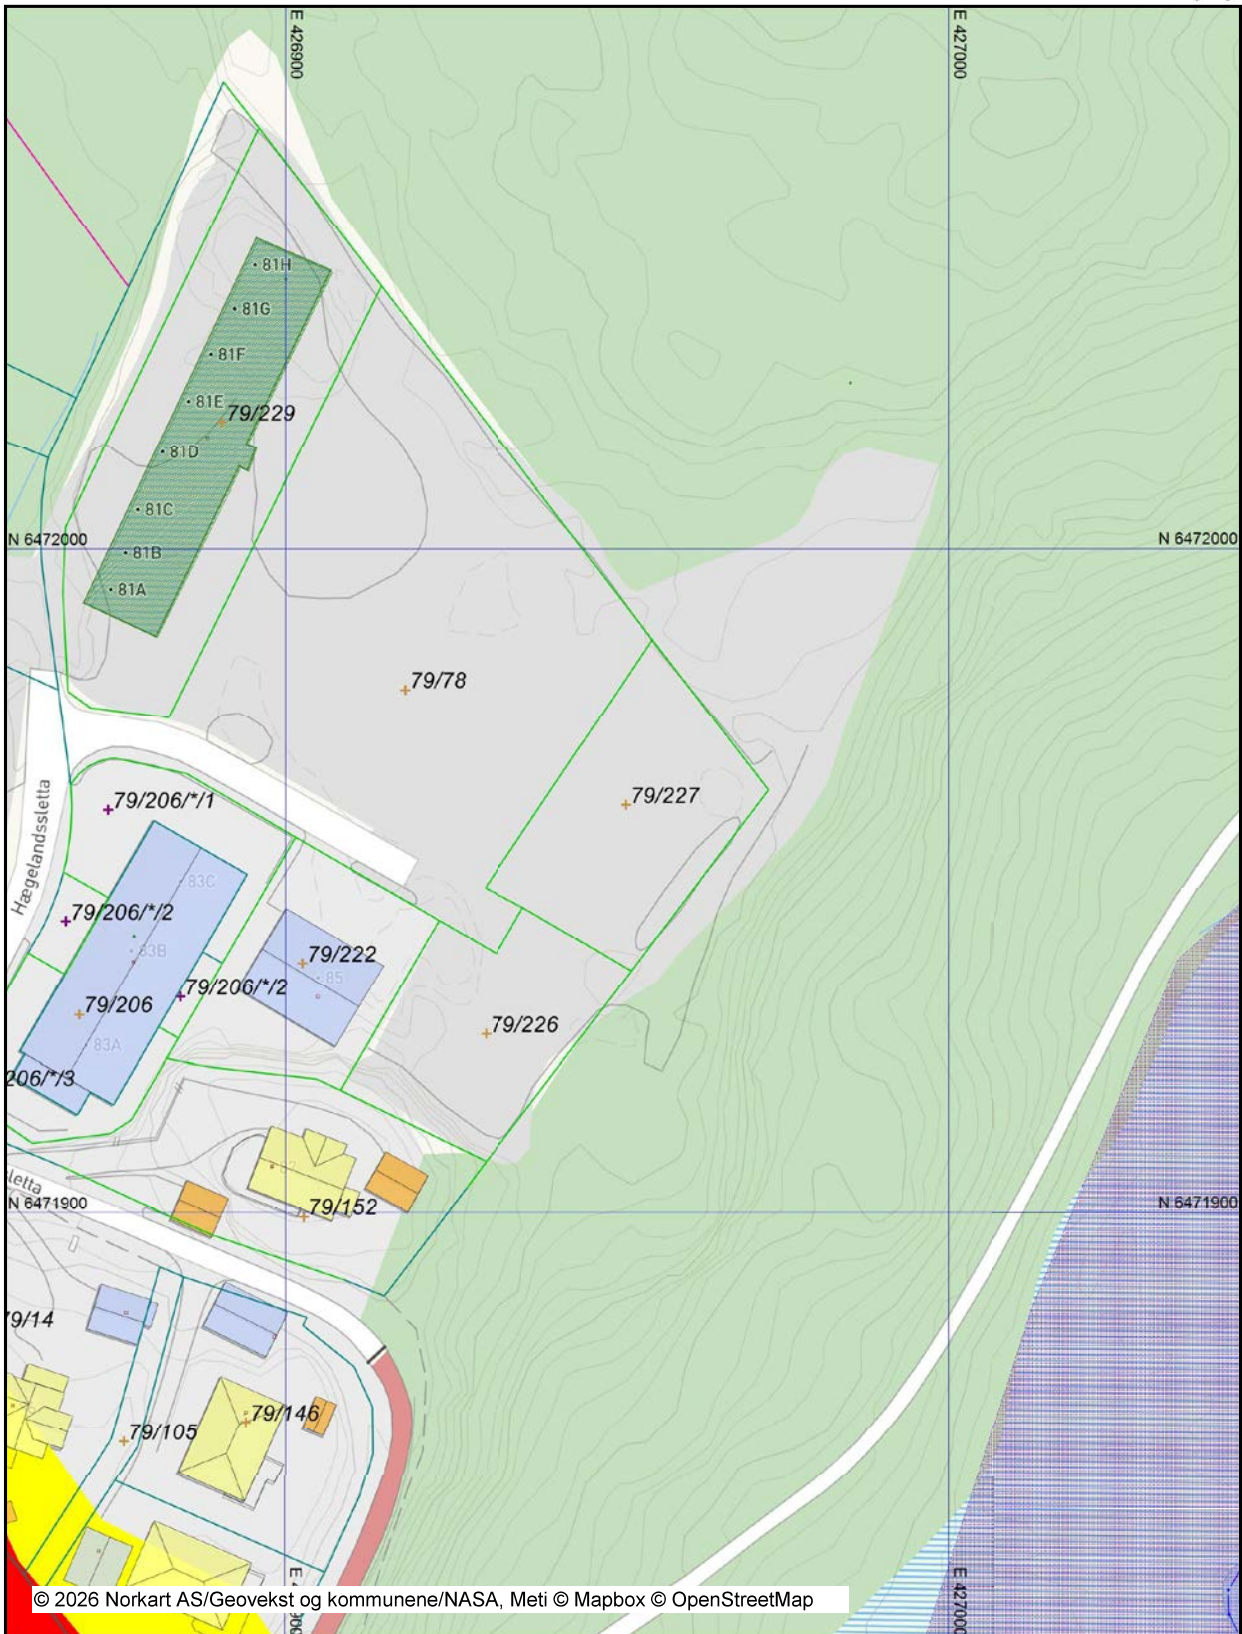 E 426900
E 427000
81H
81G
81F
81E
79/229
81D
81C
N 6472000
N 6472000
81B
81A
79/78
79/227
79/206/*/1
Hægelandssletta
83C
79/206/*/2
83B
79/222
85
79/206/*/2
79/206
79/226
83A
206/*/3
sletta
N 6471900
79/152
N 6471900
79/14
79/146
79/105
E 427000
© 2026 Norkart AS/Geovekst og kommunene/NASA, Meti © Mapbox © OpenStreetMap